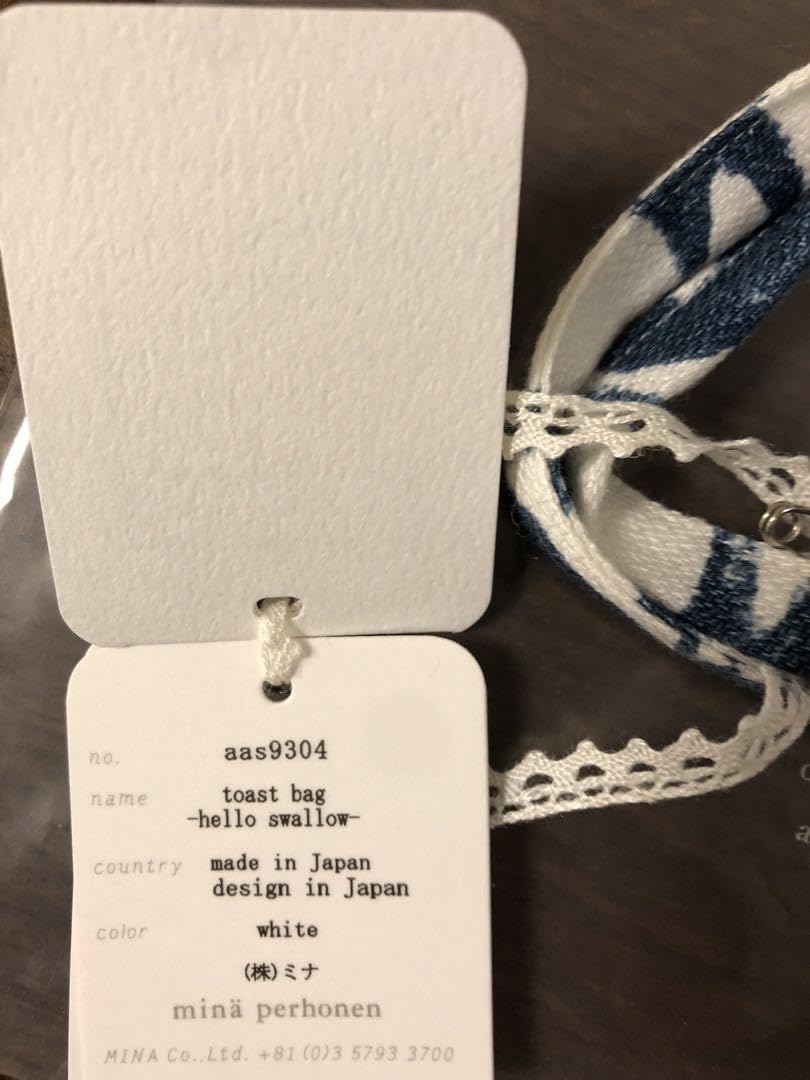 no. aas9304
name toast bag
-hello swallow-
country made in Japan
design in Japan
color white
(株)ミナ
minä perhonen
MINA Co.,Ltd. +81 (0)3 5793 3700